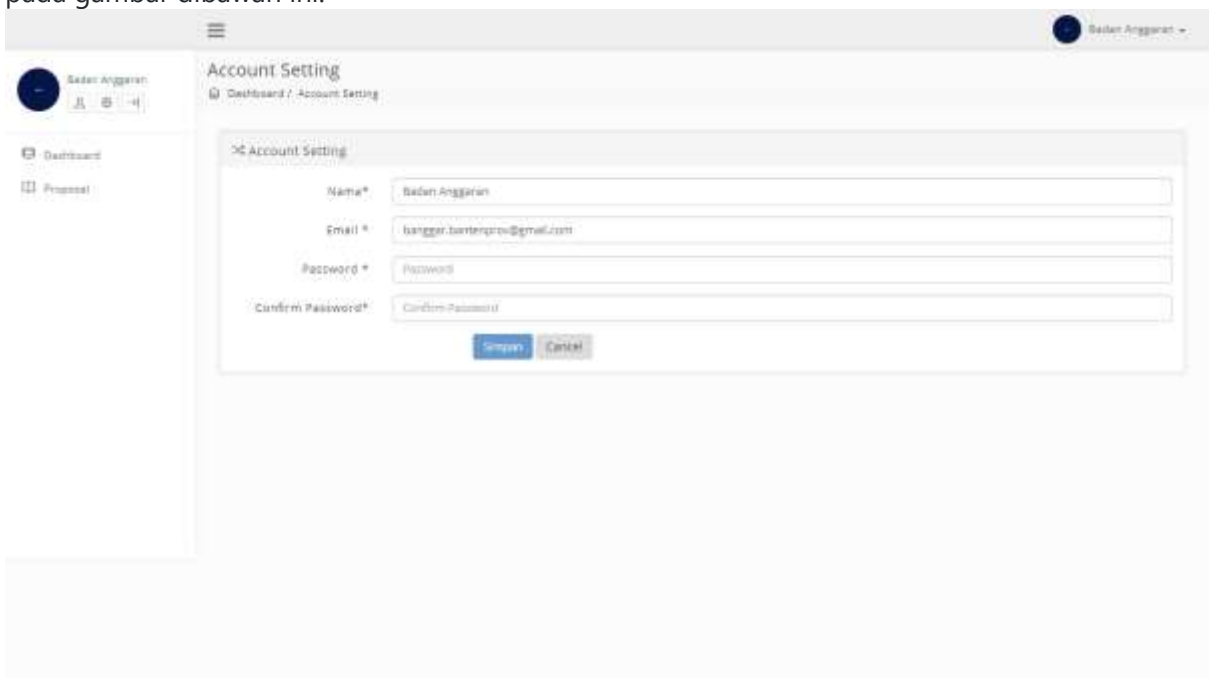 pada gambar dibawah ini.
Badan Anggaran
Badan Anggaran
Account Setting
Dashboard / Account Setting
Dashboard
Proposal
Account Setting
Name* Badan Anggaran
Email * banggar.bantenprov@gmail.com
Password * Password
Confirm Password* Confirm Password
Simpan Cancel